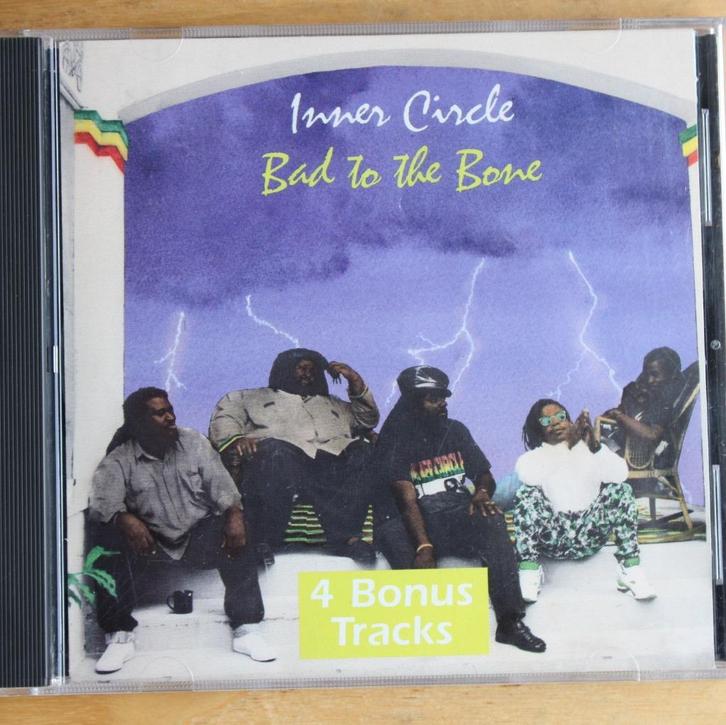 Inner Circle
Bad To The Bone
4 Bonus
Tracks